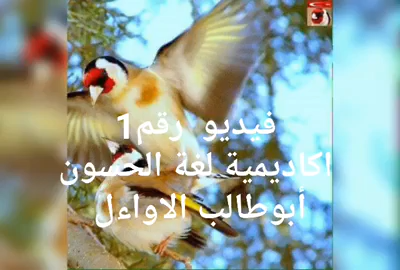 فيديو رقم1
اكاديمية لغة الحسون
أبوطالب الاواءل